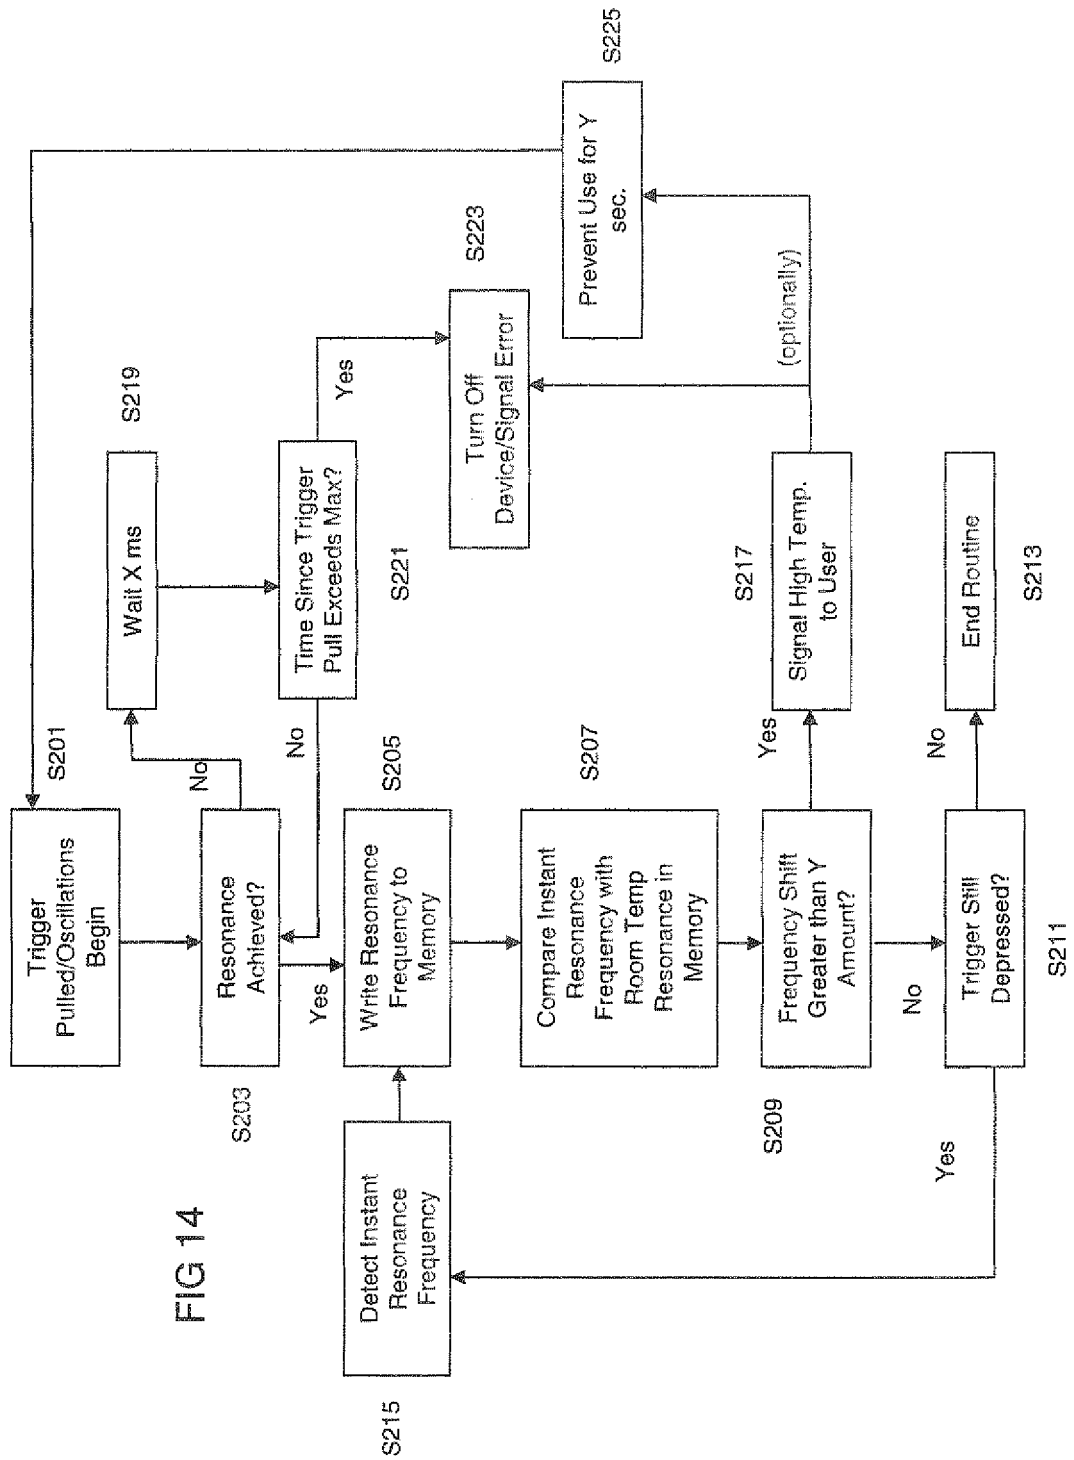 FIG 14
Trigger
Pulled/Oscillations
Begin
S201
Resonance
Achieved?
S203
No
Yes
Wait X ms
S219
Time Since Trigger
Pull Exceeds Max?
S221
No
Yes
Turn Off
Device/Signal Error
S223
Write Resonance
Frequency to
Memory
S205
Detect Instant
Resonance
Frequency
S215
Compare Instant
Resonance
Frequency with
Room Temp
Resonance in
Memory
S207
Frequency Shift
Greater than Y
Amount?
S209
Yes
No
Signal High Temp.
to User
S217
(optionally)
Prevent Use for Y
sec.
S225
Trigger Still
Depressed?
S211
Yes
No
End Routine
S213